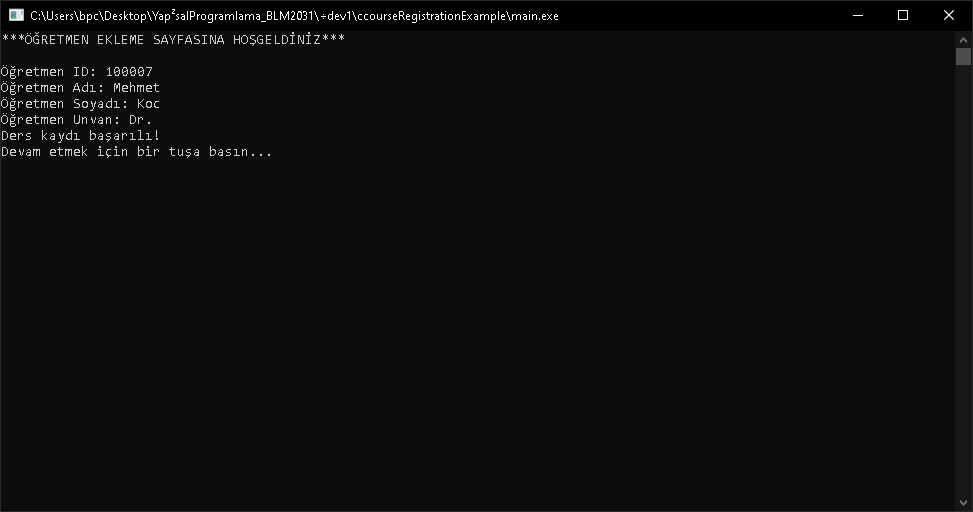 C:\Users\bpc\Desktop\Yap²salProgramlama_BLM2031\÷dev1\ccourseRegistrationExample\main.exe
***ÖĞRETMEN EKLEME SAYFASINA HOŞGELDİNİZ***
Öğretmen ID: 100007
Öğretmen Adı: Mehmet
Öğretmen Soyadı: Koc
Öğretmen Unvan: Dr.
Ders kaydı başarılı!
Devam etmek için bir tuşa basın...